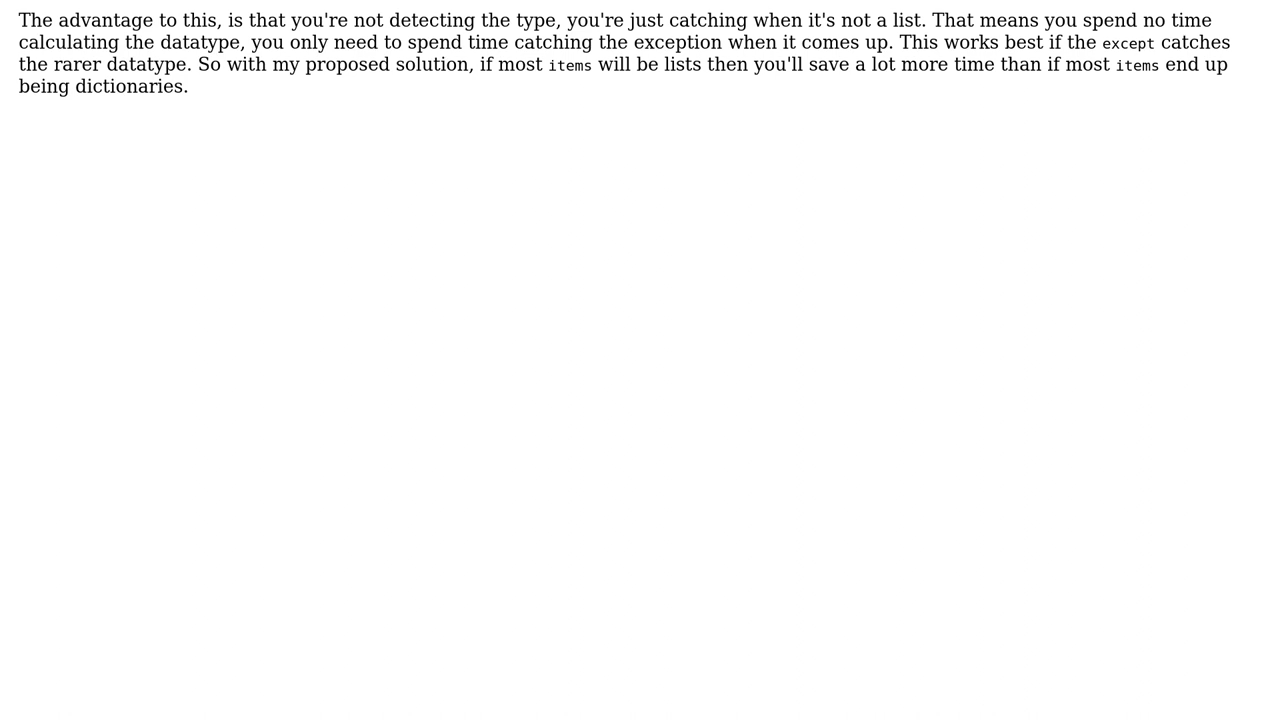 The advantage to this, is that you're not detecting the type, you're just catching when it's not a list. That means you spend no time
calculating the datatype, you only need to spend time catching the exception when it comes up. This works best if the except catches
the rarer datatype. So with my proposed solution, if most items will be lists then you'll save a lot more time than if most items end up
being dictionaries.